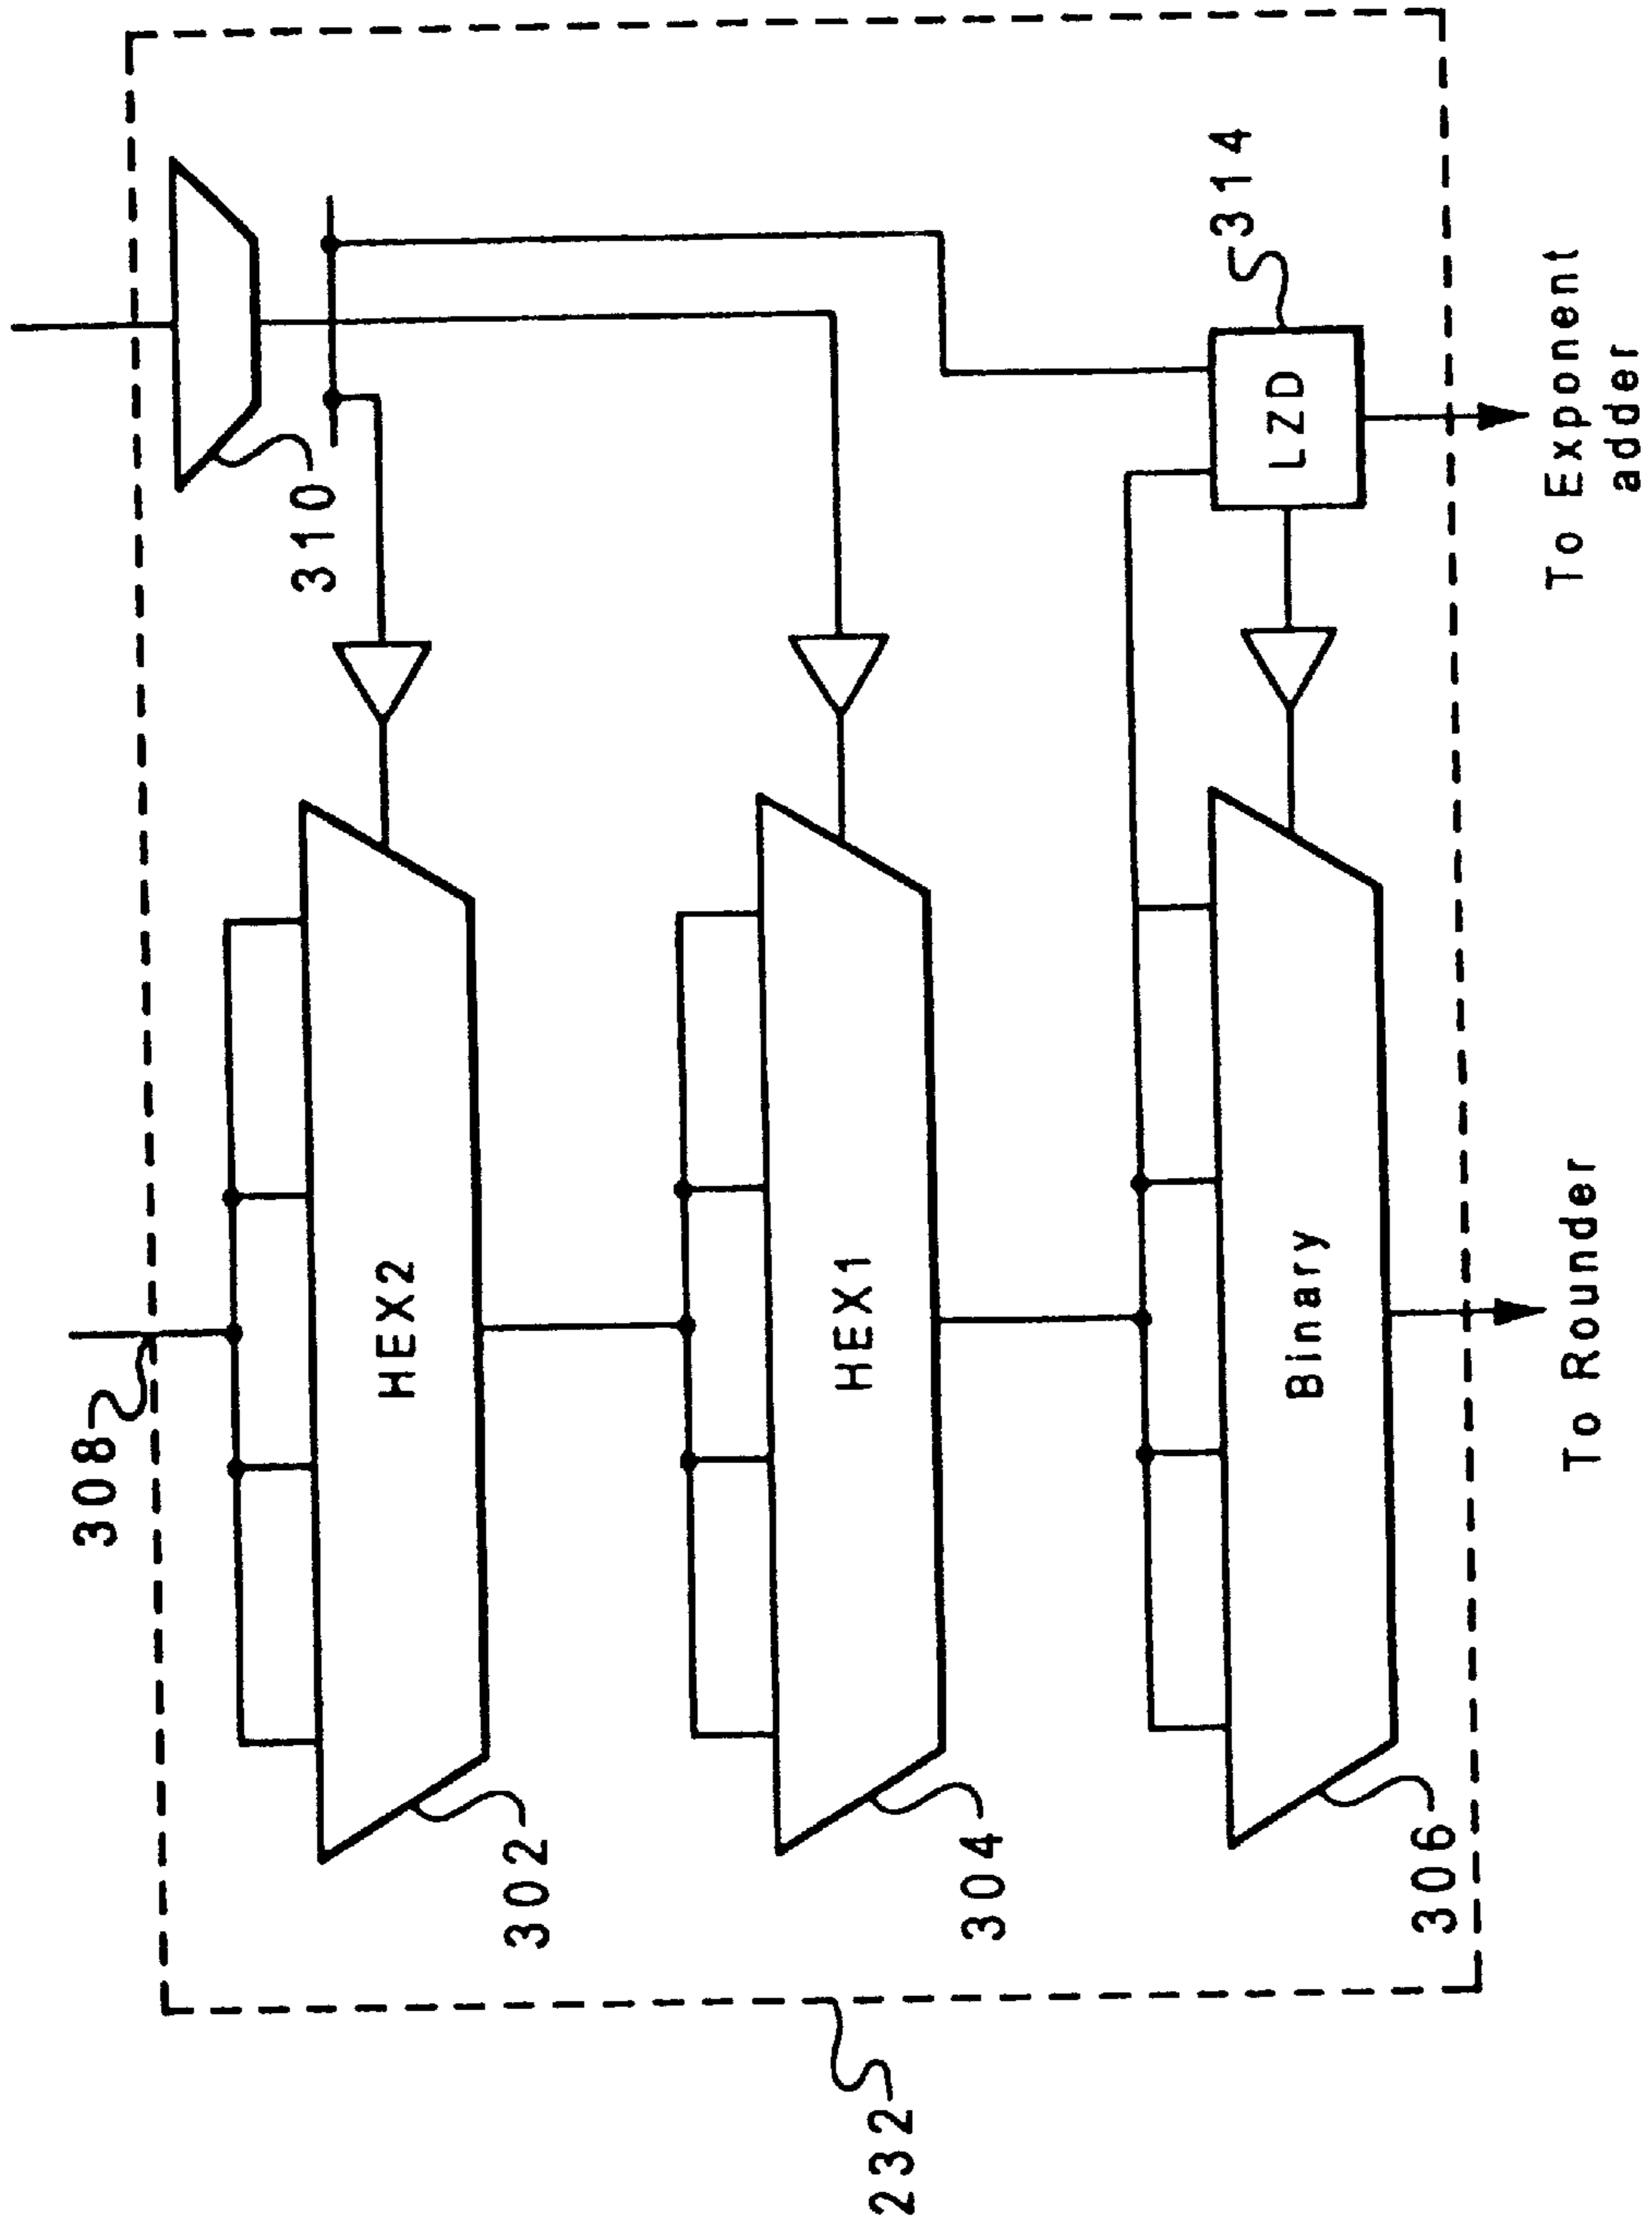 308
310
HEX2
302
HEX1
232
304
314
LZD
Binary
306
To Rounder
To Exponent
adder